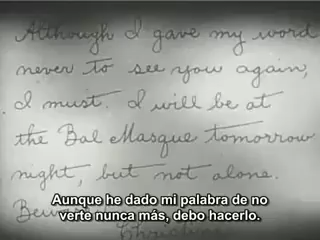 Although I gave my word
never to see you again,
I must. I will be at
the Bal Masque tomorrow
night, but not alone.
Aunque he dado mi palabra de no
verte nunca más, debo hacerlo.
Christine